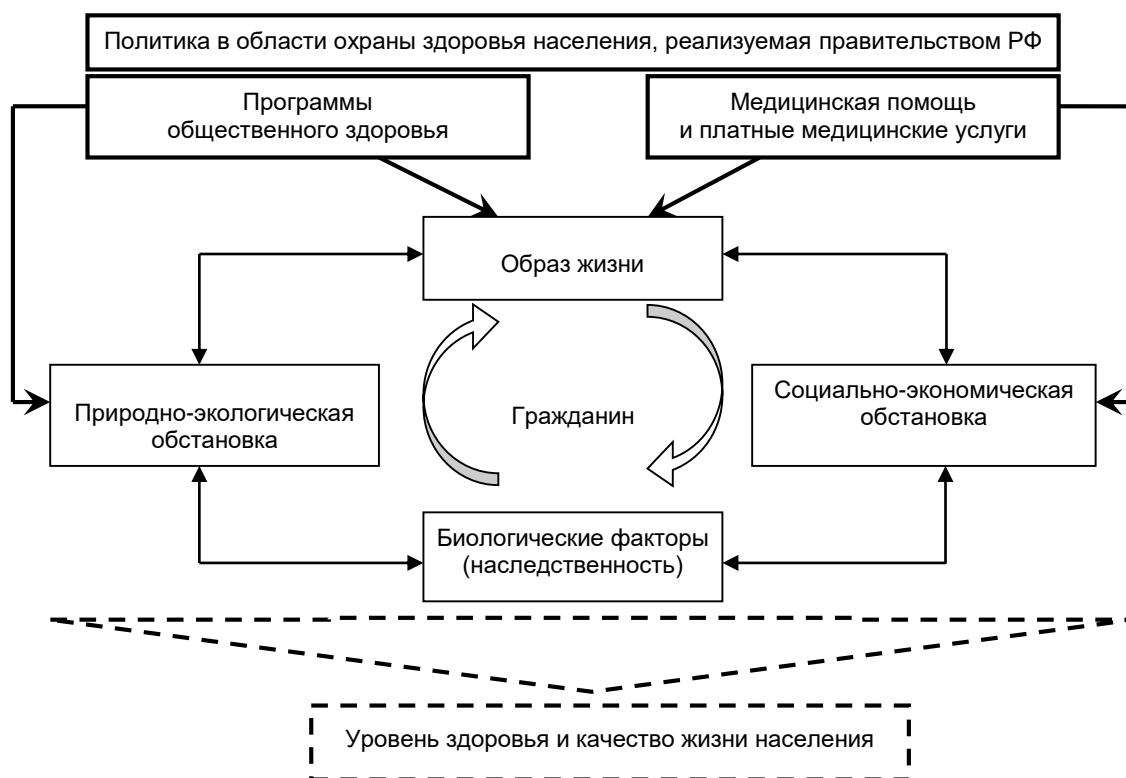 Политика в области охраны здоровья населения, реализуемая правительством РФ
Программы
общественного здоровья
Медицинская помощь
и платные медицинские услуги
Образ жизни
Природно-экологическая
обстановка
Гражданин
Социально-экономическая
обстановка
Биологические факторы
(наследственность)
Уровень здоровья и качество жизни населения